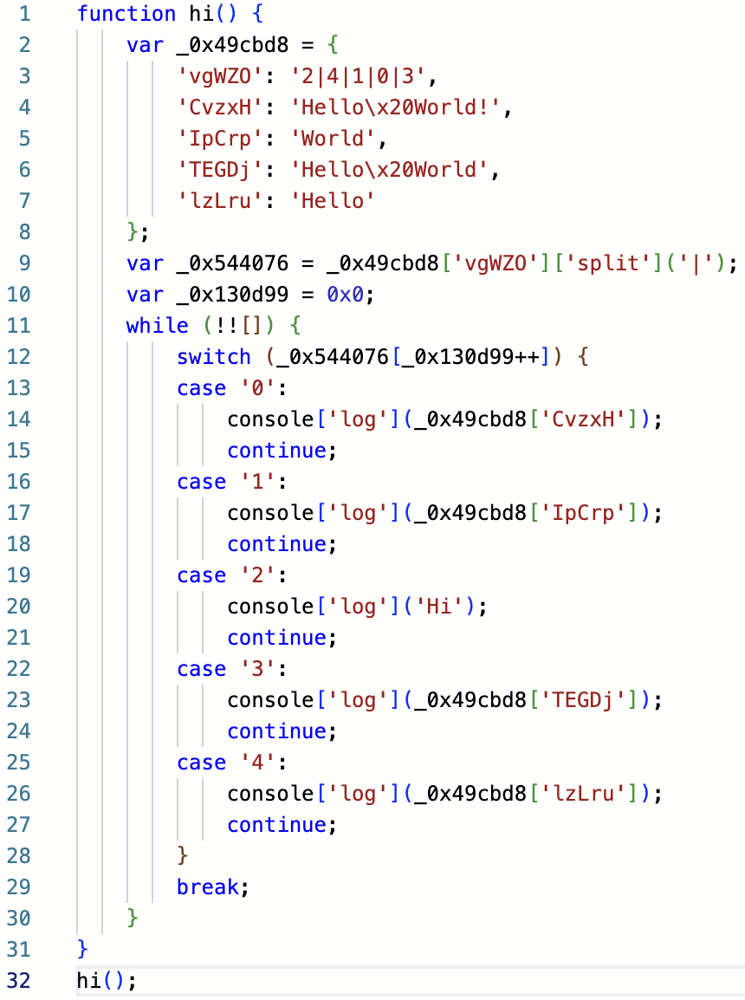 1 function hi() {
2 var _0x49cbd8 = {
3 'vgWZO': '2|4|1|0|3',
4 'CvzxH': 'Hello\x20World!',
5 'IpCrp': 'World',
6 'TEGDj': 'Hello\x20World',
7 'lzLru': 'Hello'
8 };
9 var _0x544076 = _0x49cbd8['vgWZO']['split']('|');
10 var _0x130d99 = 0x0;
11 while (!![]) {
12 switch (_0x544076[_0x130d99++]) {
13 case '0':
14 console['log'](_0x49cbd8['CvzxH']);
15 continue;
16 case '1':
17 console['log'](_0x49cbd8['IpCrp']);
18 continue;
19 case '2':
20 console['log']('Hi');
21 continue;
22 case '3':
23 console['log'](_0x49cbd8['TEGDj']);
24 continue;
25 case '4':
26 console['log'](_0x49cbd8['lzLru']);
27 continue;
28 }
29 break;
30 }
31 }
32 hi();